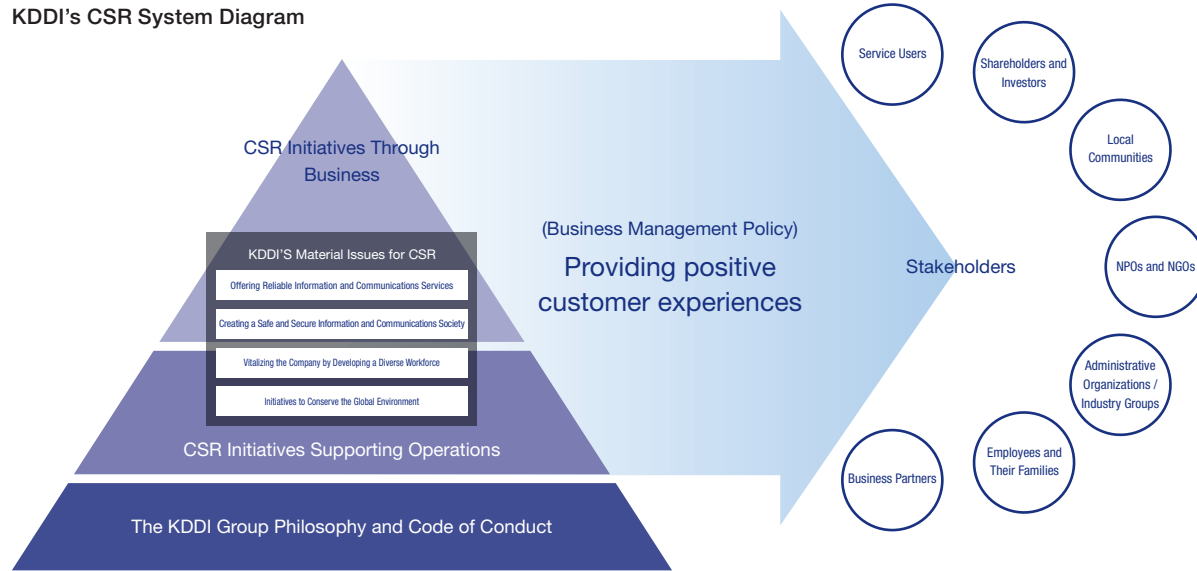 KDDI's CSR System Diagram
CSR Initiatives Through
Business
KDDI'S Material Issues for CSR
Offering Reliable Information and Communications Services
Creating a Safe and Secure Information and Communications Society
Vitalizing the Company by Developing a Diverse Workforce
Initiatives to Conserve the Global Environment
CSR Initiatives Supporting Operations
The KDDI Group Philosophy and Code of Conduct
(Business Management Policy)
Providing positive
customer experiences
Stakeholders
Service Users
Shareholders and
Investors
Local
Communities
NPOs and NGOs
Administrative
Organizations /
Industry Groups
Employees and
Their Families
Business Partners